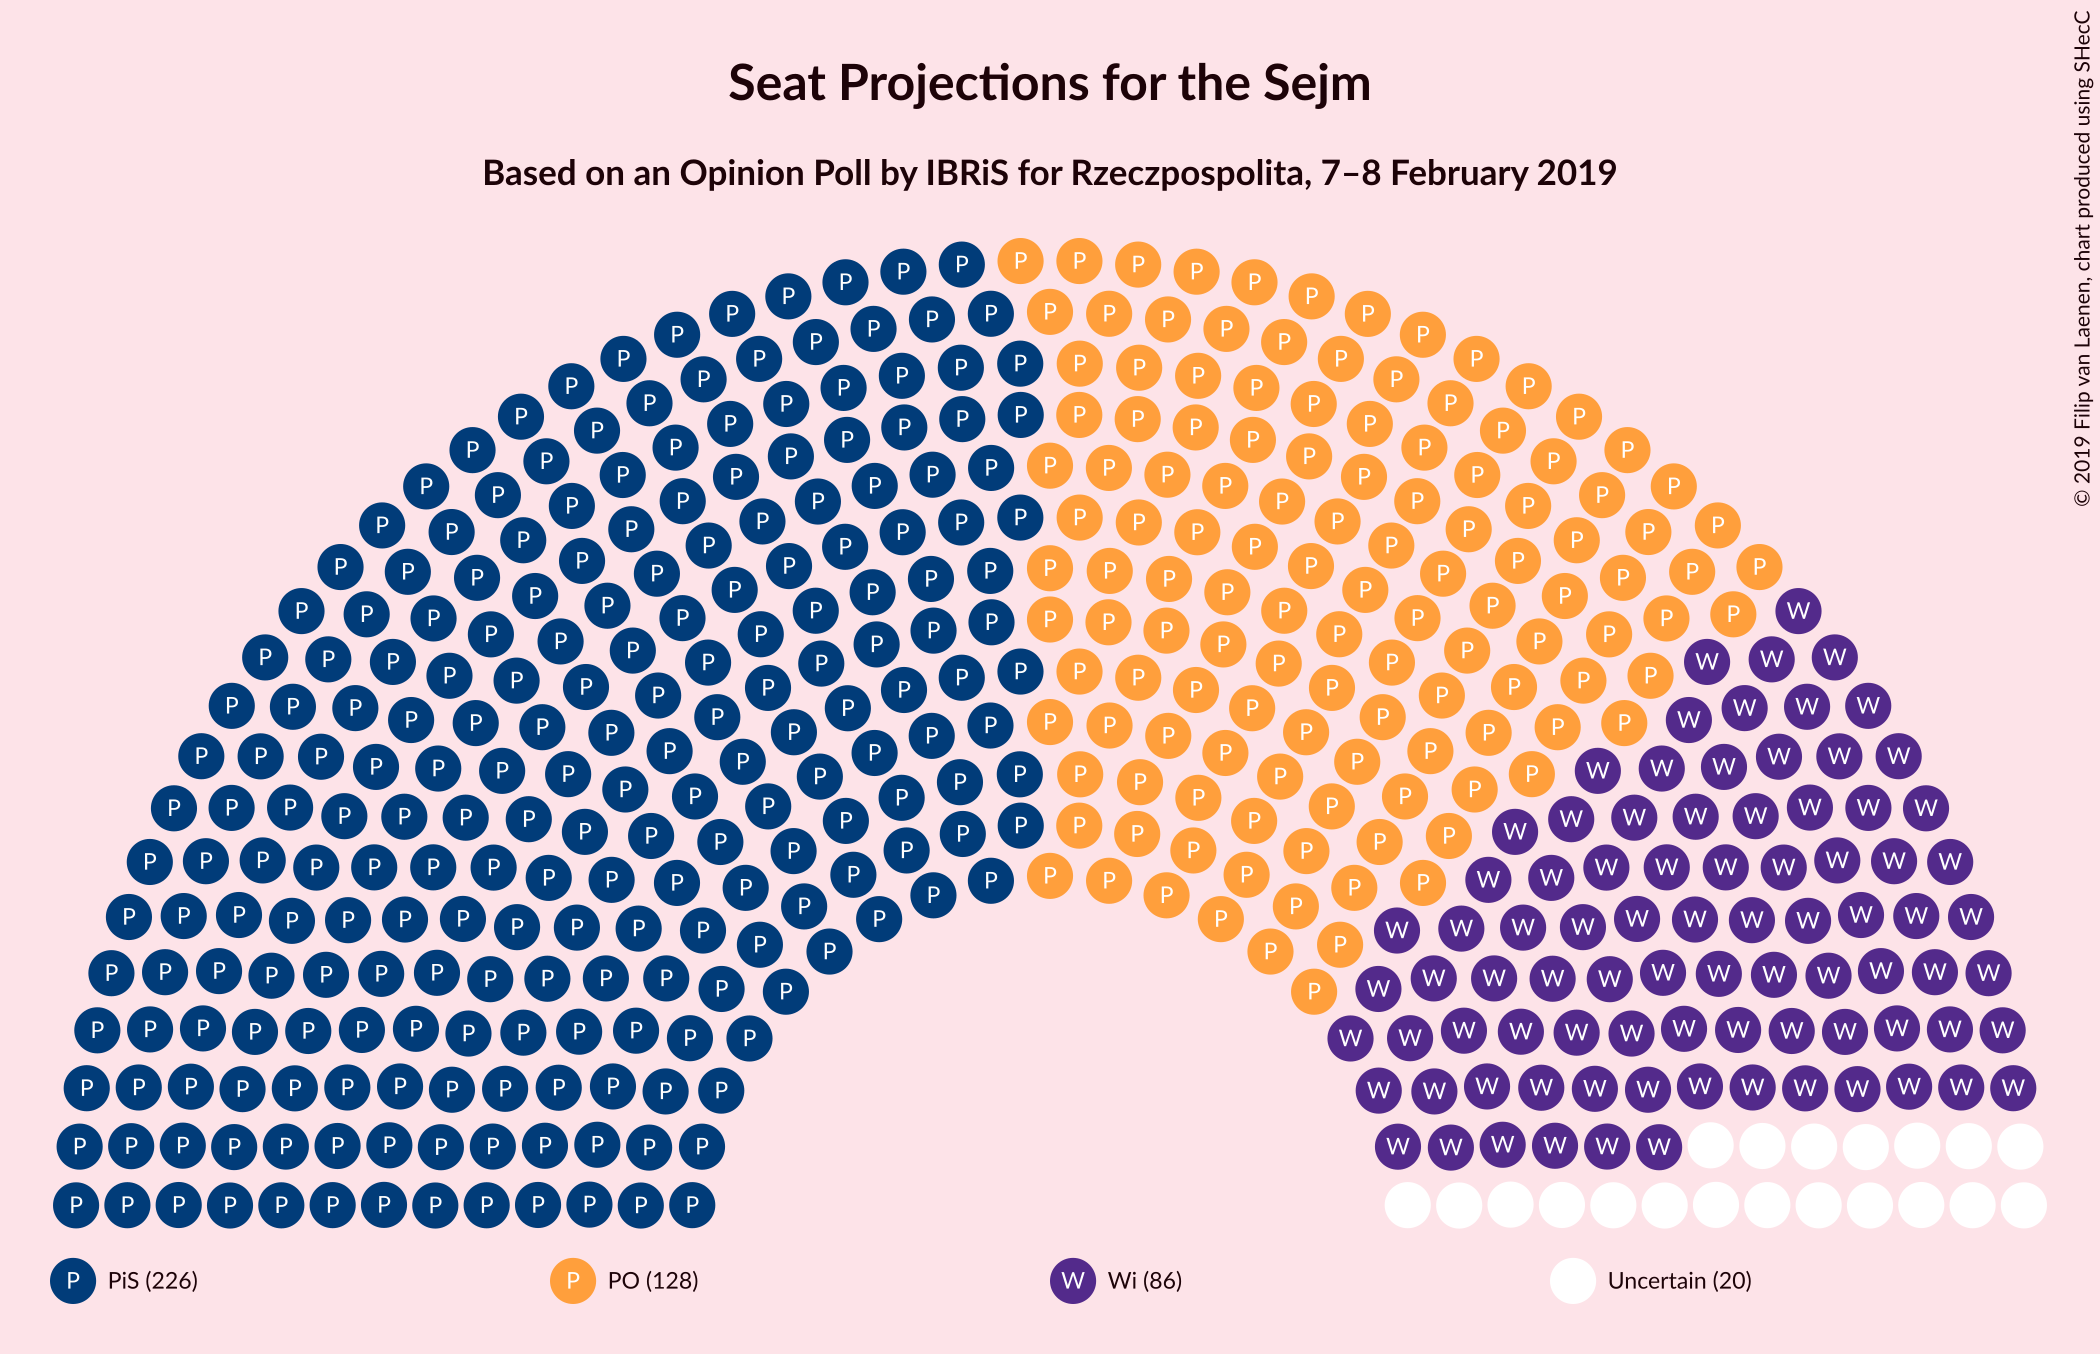 Seat Projections for the Sejm
Based on an Opinion Poll by IBRiS for Rzeczpospolita, 7–8 February 2019
© 2019 Filip van Laenen, chart produced using SHecC
P PiS (226)
P PO (128)
W Wi (86)
Uncertain (20)